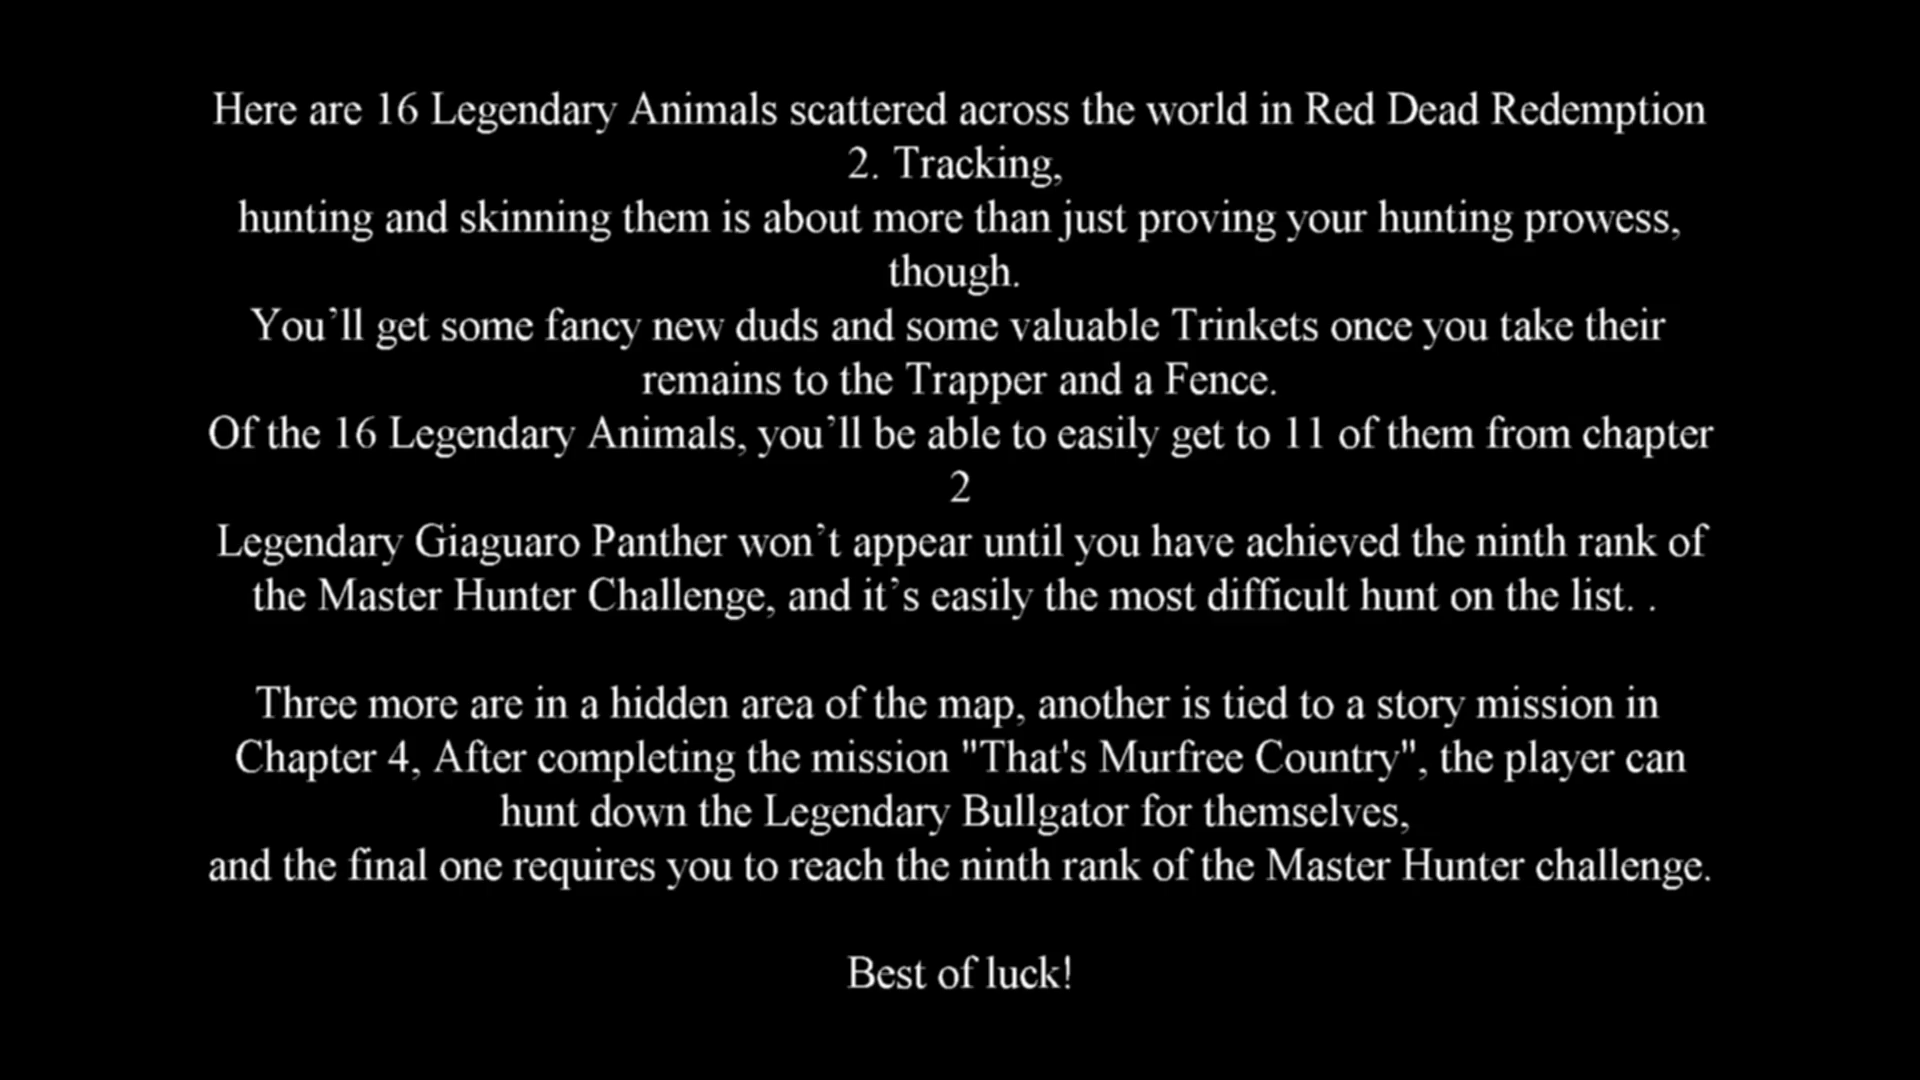 Here are 16 Legendary Animals scattered across the world in Red Dead Redemption
2. Tracking,
hunting and skinning them is about more than just proving your hunting prowess,
though.
You’ll get some fancy new duds and some valuable Trinkets once you take their
remains to the Trapper and a Fence.
Of the 16 Legendary Animals, you’ll be able to easily get to 11 of them from chapter
2
Legendary Giaguaro Panther won’t appear until you have achieved the ninth rank of
the Master Hunter Challenge, and it’s easily the most difficult hunt on the list. .
Three more are in a hidden area of the map, another is tied to a story mission in
Chapter 4, After completing the mission "That's Murfree Country", the player can
hunt down the Legendary Bullgator for themselves,
and the final one requires you to reach the ninth rank of the Master Hunter challenge.
Best of luck!